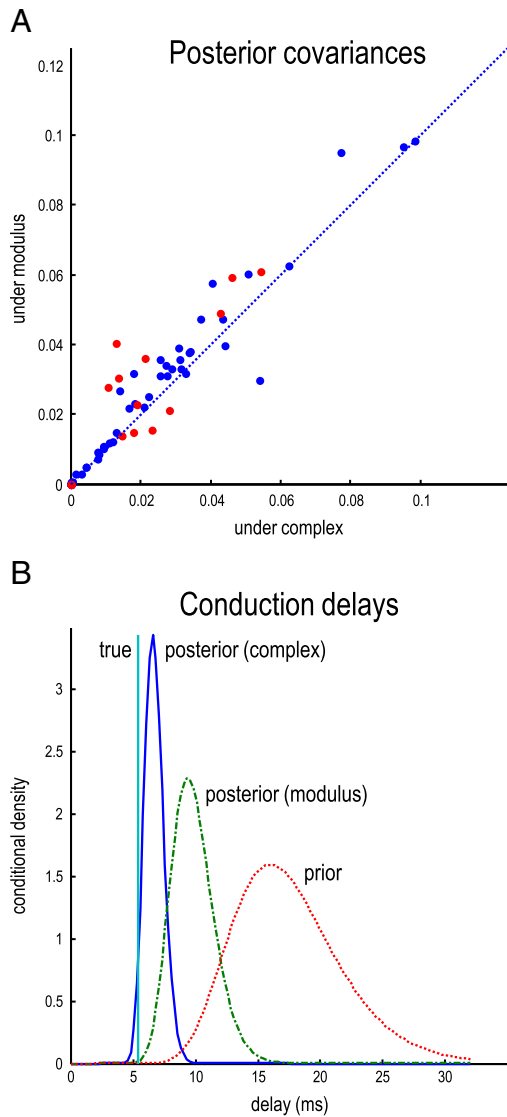 A
Posterior covariances
0.12
0.1
0.08
0.06
0.04
0.02
0
under modulus
0
0.02
0.04
0.06
0.08
0.1
under complex
B
Conduction delays
true
posterior (complex)
posterior (modulus)
prior
3
2.5
2
1.5
1
0.5
0
conditional density
0
5
10
15
20
25
30
delay (ms)